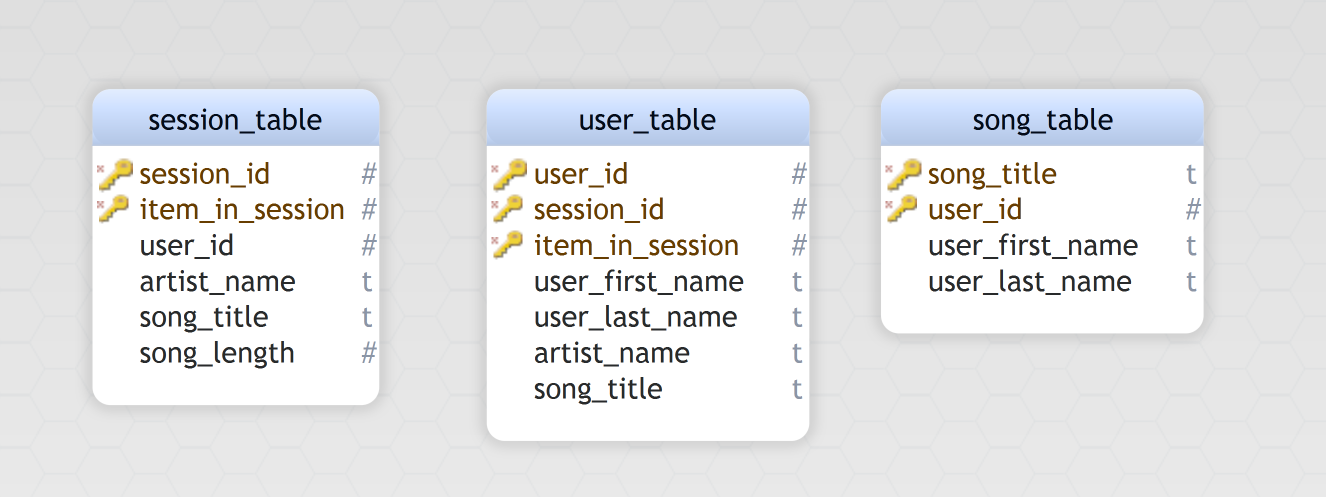 session_table
session_id #
item_in_session #
user_id #
artist_name t
song_title t
song_length #
user_table
user_id #
session_id #
item_in_session #
user_first_name t
user_last_name t
artist_name t
song_title t
song_table
song_title t
user_id #
user_first_name t
user_last_name t